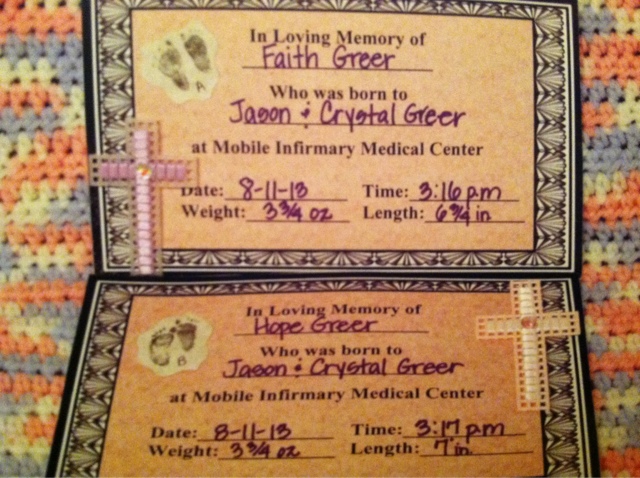 In Loving Memory of
Faith Greer
A
Who was born to
Jason & Crystal Greer
at Mobile Infirmary Medical Center
Date: 8-11-13 Time: 3:16 pm
Weight: 3 3/4 oz Length: 6 3/4 in
In Loving Memory of
Hope Greer
B
Who was born to
Jason & Crystal Greer
at Mobile Infirmary Medical Center
Date: 8-11-13 Time: 3:17 pm
Weight: 3 3/4 oz Length: 7 in.